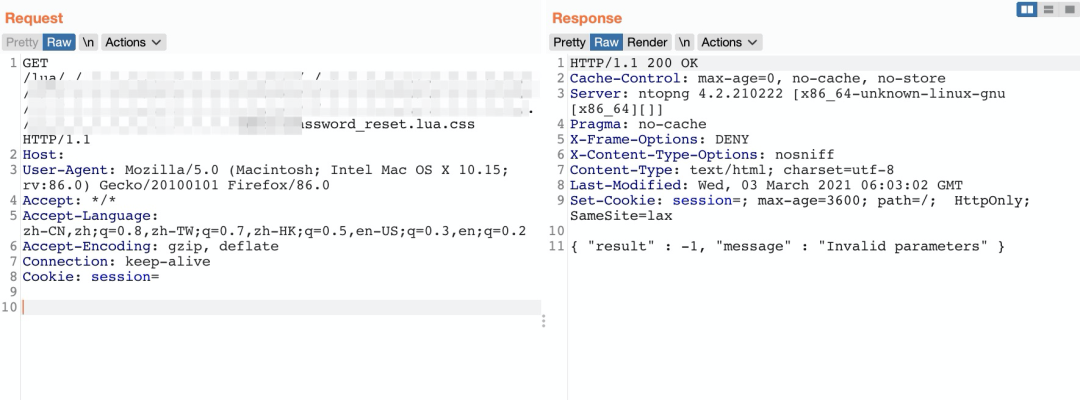 Request
Pretty Raw \n Actions
1 GET
/lua/
password_reset.lua.css
HTTP/1.1
2 Host:
3 User-Agent: Mozilla/5.0 (Macintosh; Intel Mac OS X 10.15;
rv:86.0) Gecko/20100101 Firefox/86.0
4 Accept: */*
5 Accept-Language:
zh-CN,zh;q=0.8,zh-TW;q=0.7,zh-HK;q=0.5,en-US;q=0.3,en;q=0.2
6 Accept-Encoding: gzip, deflate
7 Connection: keep-alive
8 Cookie: session=
9
10
Response
Pretty Raw Render \n Actions
1 HTTP/1.1 200 OK
2 Cache-Control: max-age=0, no-cache, no-store
3 Server: ntopng 4.2.210222 [x86_64-unknown-linux-gnu
[x86_64][]]
4 Pragma: no-cache
5 X-Frame-Options: DENY
6 X-Content-Type-Options: nosniff
7 Content-Type: text/html; charset=utf-8
8 Last-Modified: Wed, 03 March 2021 06:03:02 GMT
9 Set-Cookie: session=; max-age=3600; path=/; HttpOnly;
SameSite=lax
10
11 { "result" : -1, "message" : "Invalid parameters" }